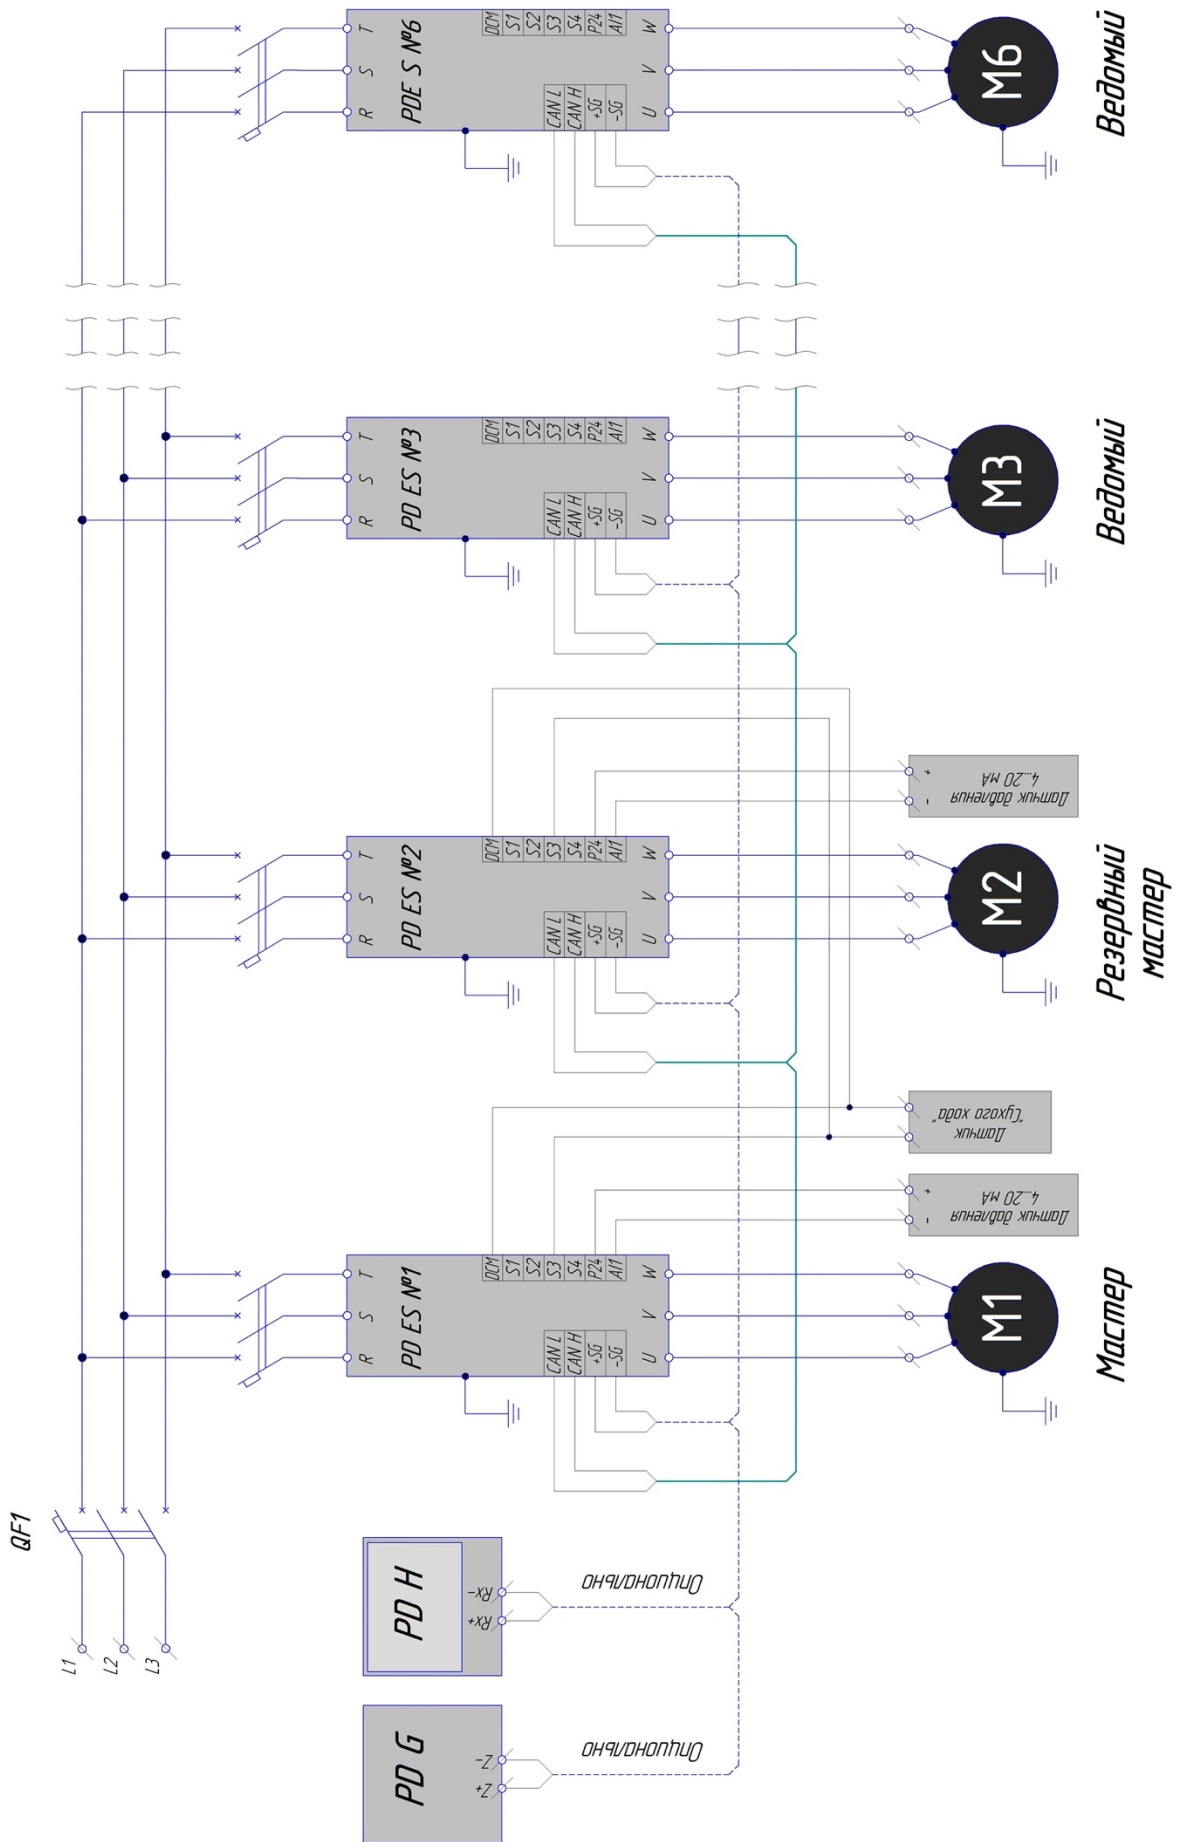 QF1
L1
L2
L3
PD G
Z+
Z-
Опционально
PD H
Rx+
Rx-
Опционально
R
S
T
PD ES №1
CAN L
CAN H
+SG
-SG
DCM
S1
S2
S3
S4
P24
AI1
U
V
W
M1
Мастер
Датчик давления
4...20 мА
-
+
Датчик
"Сухого хода"
R
S
T
PD ES №2
CAN L
CAN H
+SG
-SG
DCM
S1
S2
S3
S4
P24
AI1
U
V
W
M2
Резервный
мастер
Датчик давления
4...20 мА
-
+
R
S
T
PD ES №3
CAN L
CAN H
+SG
-SG
DCM
S1
S2
S3
S4
P24
AI1
U
V
W
M3
Ведомый
R
S
T
PDE S №6
CAN L
CAN H
+SG
-SG
DCM
S1
S2
S3
S4
P24
AI1
U
V
W
M6
Ведомый